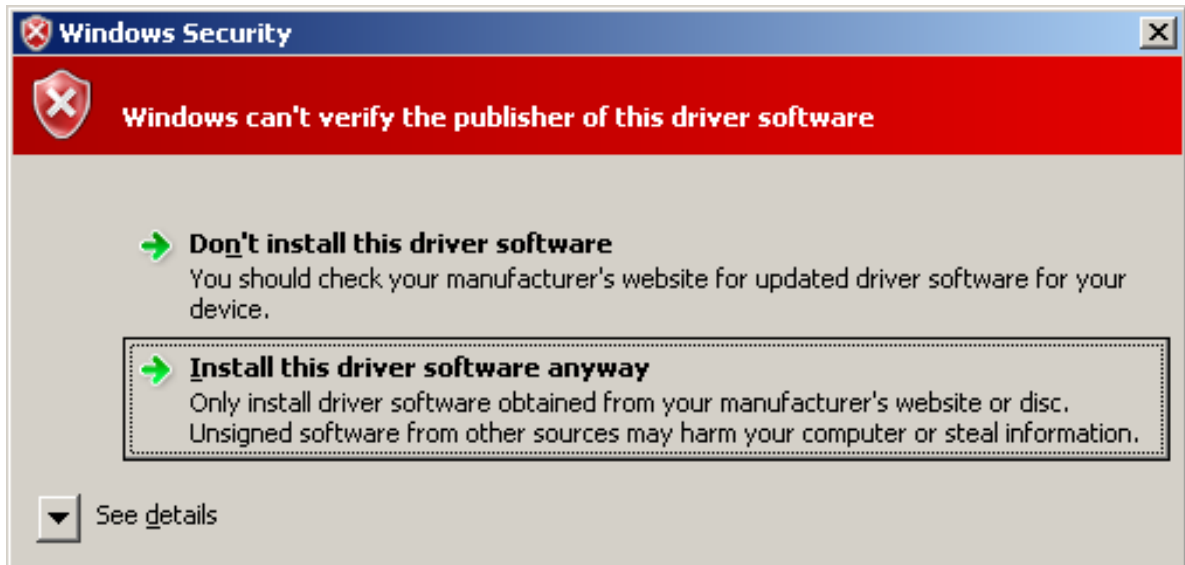 Windows Security
Windows can't verify the publisher of this driver software
Don't install this driver software
You should check your manufacturer's website for updated driver software for your
device.
Install this driver software anyway
Only install driver software obtained from your manufacturer's website or disc.
Unsigned software from other sources may harm your computer or steal information.
See details